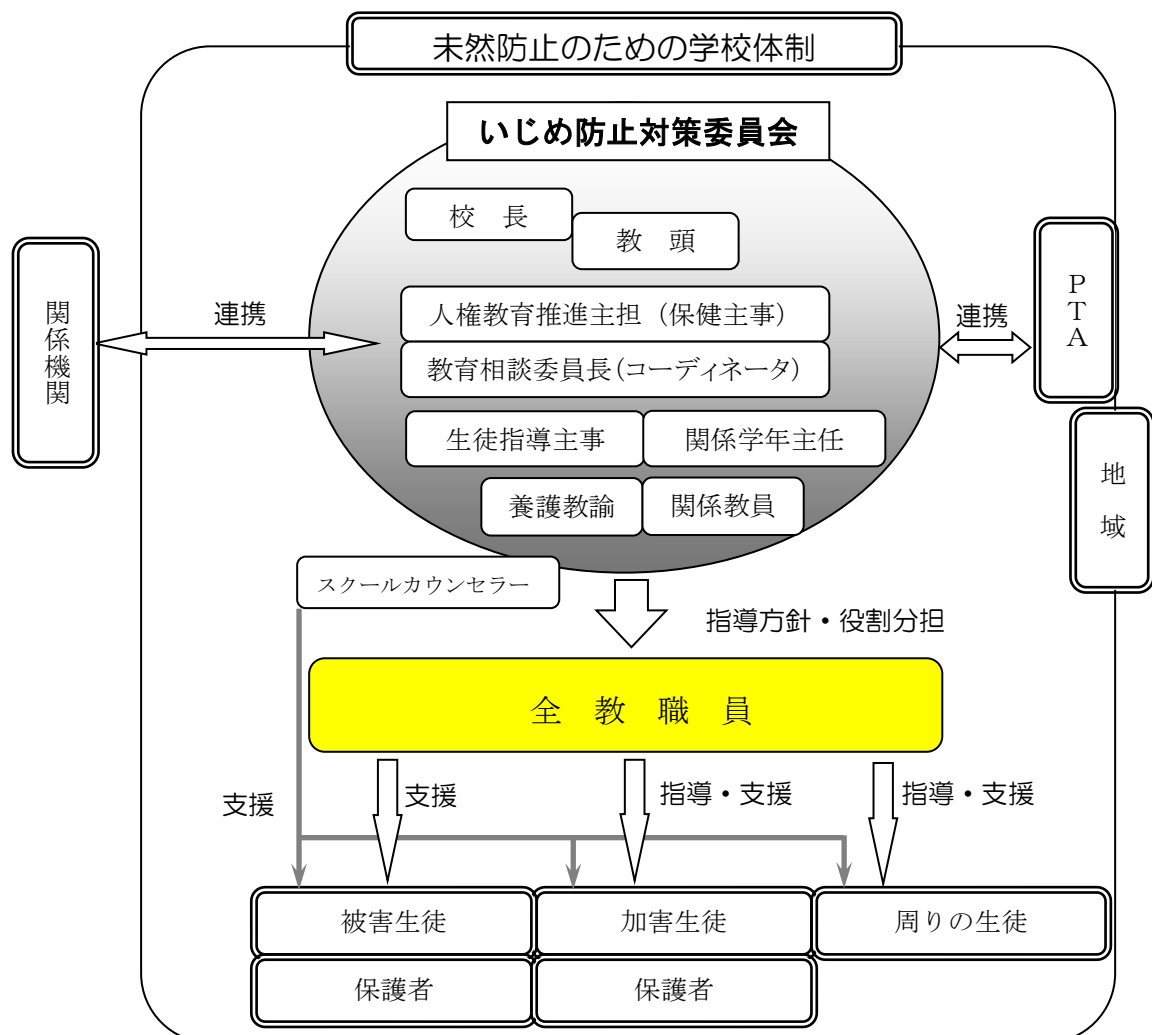 未然防止のための学校体制
いじめ防止対策委員会
校　長
教　頭
人権教育推進主担（保健主事）
教育相談委員長(コーディネータ)
生徒指導主事
関係学年主任
養護教諭
関係教員
スクールカウンセラー
関係機関
連携
連携
PTA
地域
指導方針・役割分担
全　教　職　員
支援
支援
指導・支援
指導・支援
被害生徒
加害生徒
周りの生徒
保護者
保護者